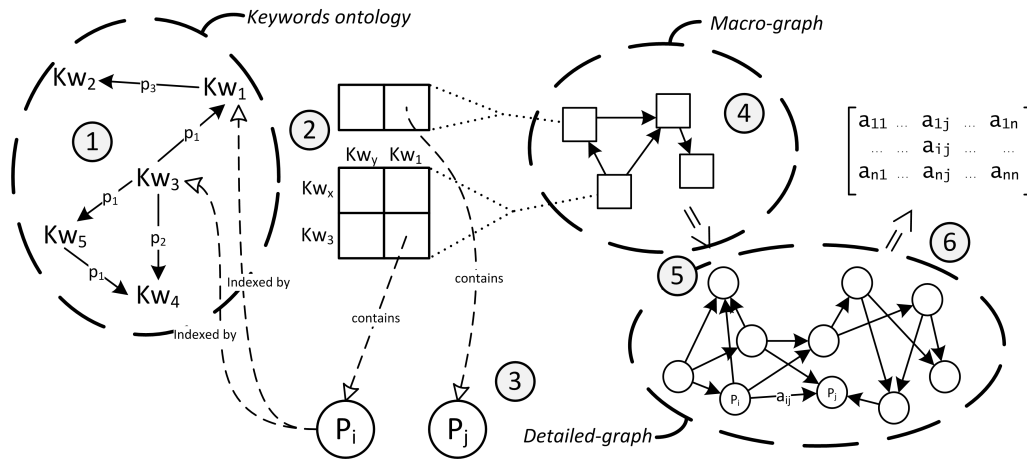 Keywords ontology
Macro-graph
Kw2
p3
Kw1
1
p1
Kw3
p1
Kw5
p2
p1
Kw4
2
Kwy Kw1
Kwx
Kw3
4
a11 ... a1j ... a1n
... ... aij ... ...
an1 ... anj ... ann
Indexed by
Indexed by
contains
contains
5
6
3
Pi
Pj
Pi
aij
Pj
Detailed-graph